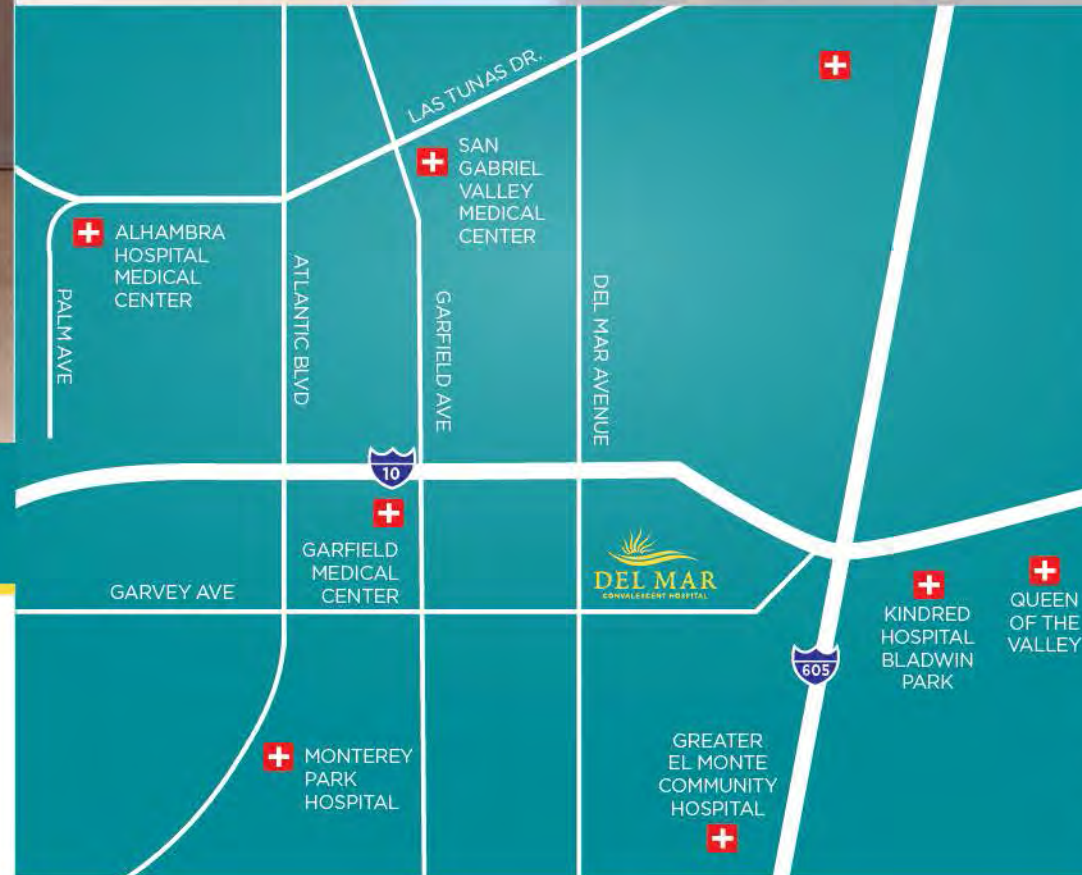 LAS TUNAS DR.
SAN
GABRIEL
VALLEY
MEDICAL
CENTER
ALHAMBRA
HOSPITAL
MEDICAL
CENTER
PALM AVE
ATLANTIC BLVD
GARFIELD AVE
DEL MAR AVENUE
10
GARFIELD
MEDICAL
CENTER
GARVEY AVE
DEL MAR
CONVALESCENT HOSPITAL
KINDRED
HOSPITAL
BLADWIN
PARK
QUEEN
OF THE
VALLEY
605
MONTEREY
PARK
HOSPITAL
GREATER
EL MONTE
COMMUNITY
HOSPITAL